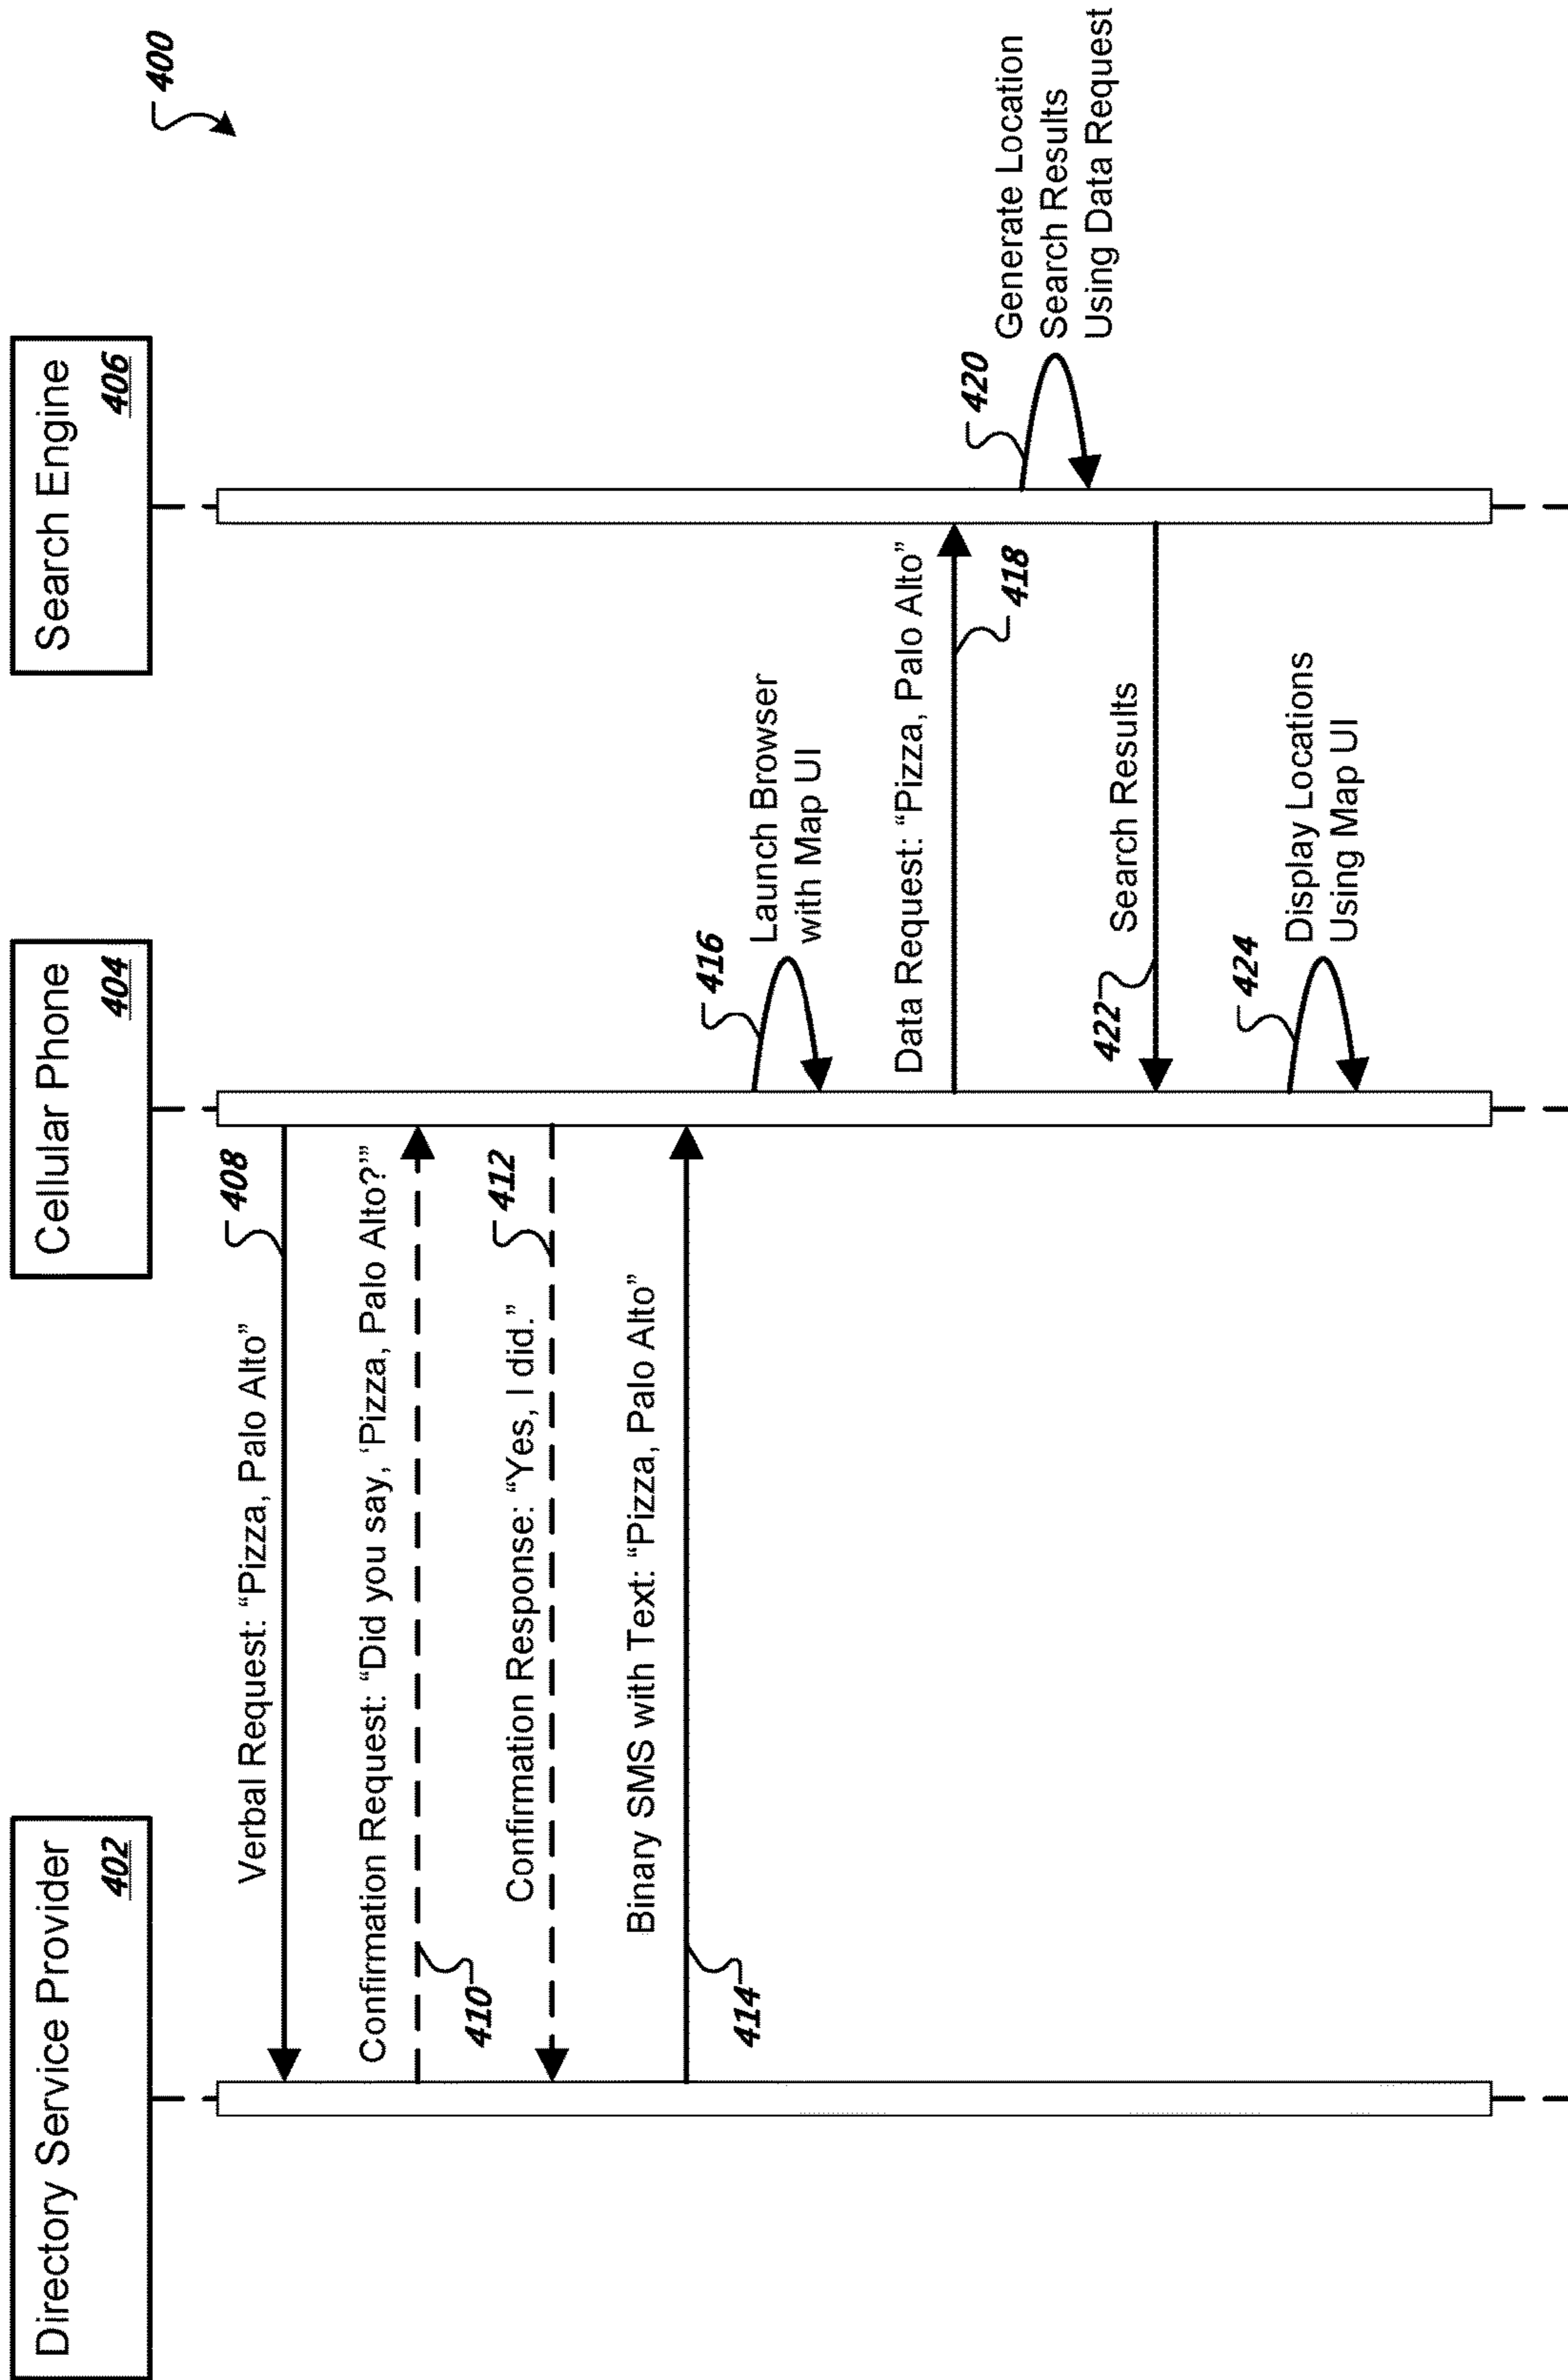 400
Directory Service Provider
402
Cellular Phone
404
Search Engine
406
Verbal Request: “Pizza, Palo Alto”
408
Confirmation Request: “Did you say, ‘Pizza, Palo Alto?’”
410
Confirmation Response: “Yes, I did.”
412
Binary SMS with Text: “Pizza, Palo Alto”
414
416
Launch Browser
with Map UI
Data Request: “Pizza, Palo Alto”
418
420
Generate Location
Search Results
Using Data Request
Search Results
422
424
Display Locations
Using Map UI